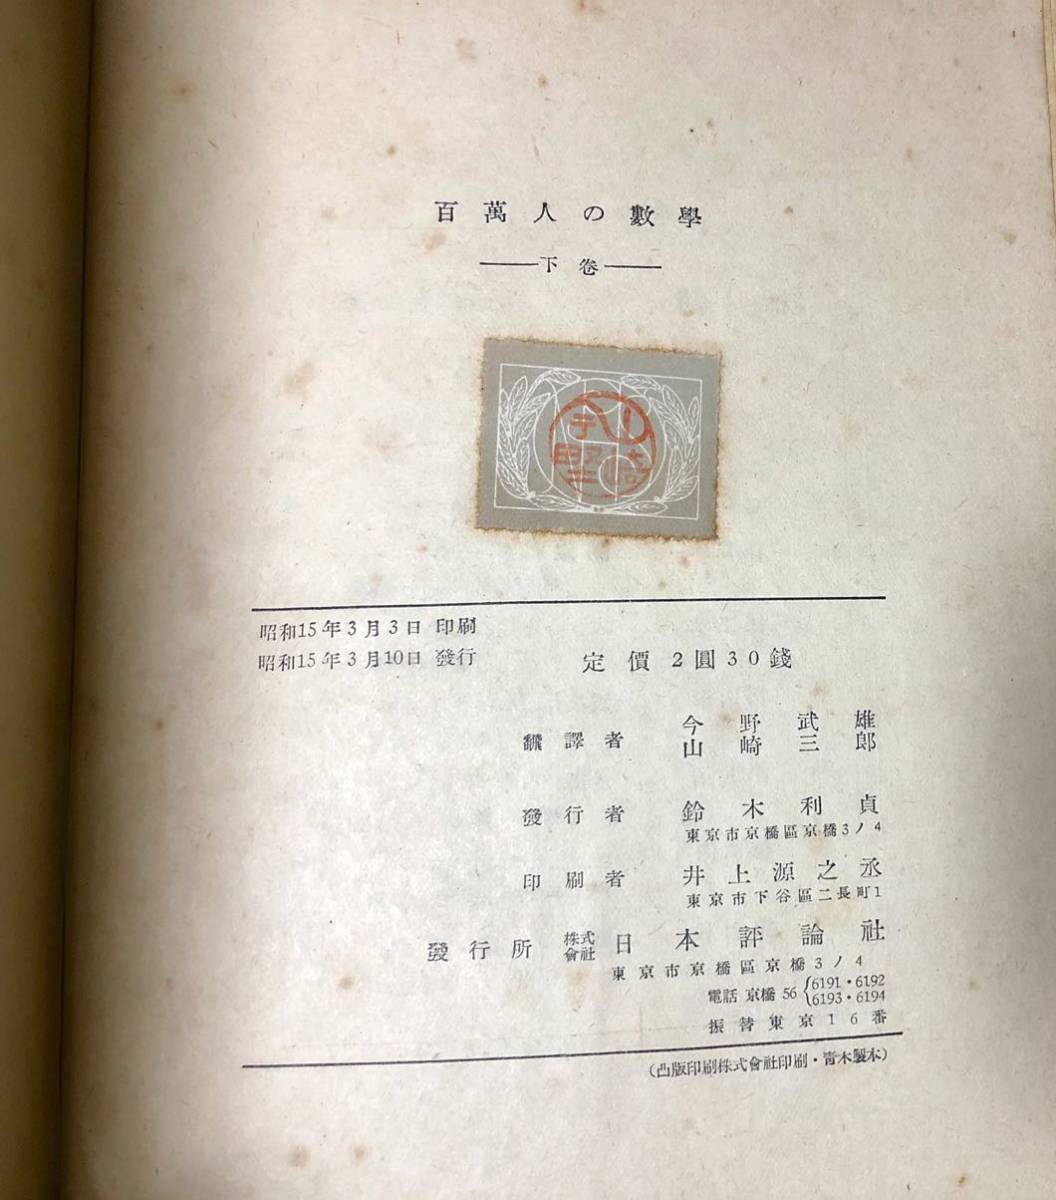 百萬人の數學
下卷
昭和15年3月3日 印刷
昭和15年3月10日 發行
定價 2圓30錢
飜譯者
今野武雄
山崎三郎
發行者 鈴木利貞
東京市京橋區京橋3ノ4
印刷者 井上源之丞
東京市下谷區二長町1
發行所 株式會社 日本評論社
東京市京橋區京橋3ノ4
電話 京橋 56 {6191・6192
6193・6194
振替東京16番
(凸版印刷株式會社印刷・青木製本)